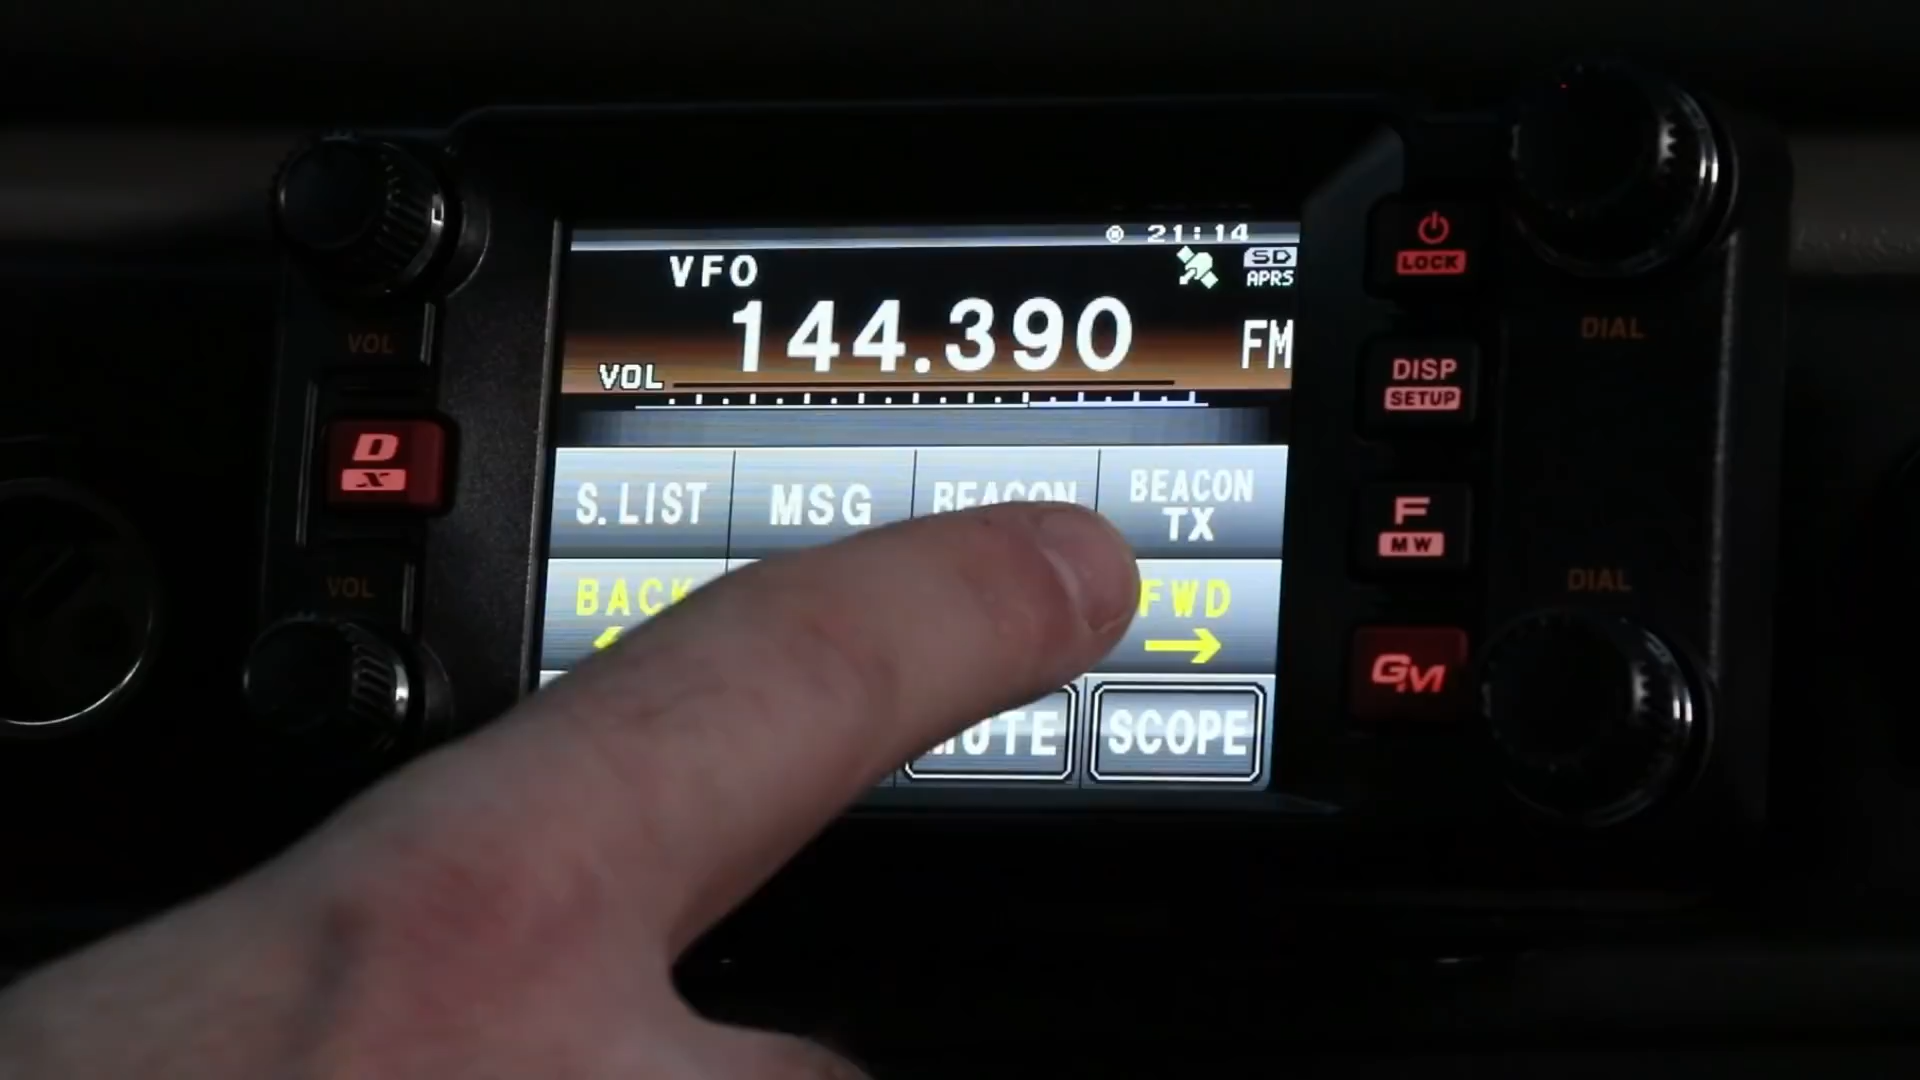 21:14
VFO
SD
APRS
144.390
FM
VOL
S.LIST
MSG
BEACON
BEACON
TX
BACK
FWD
SCOPE
VOL
D
X
VOL
LOCK
DISP
SETUP
F
MW
GM
DIAL
DIAL